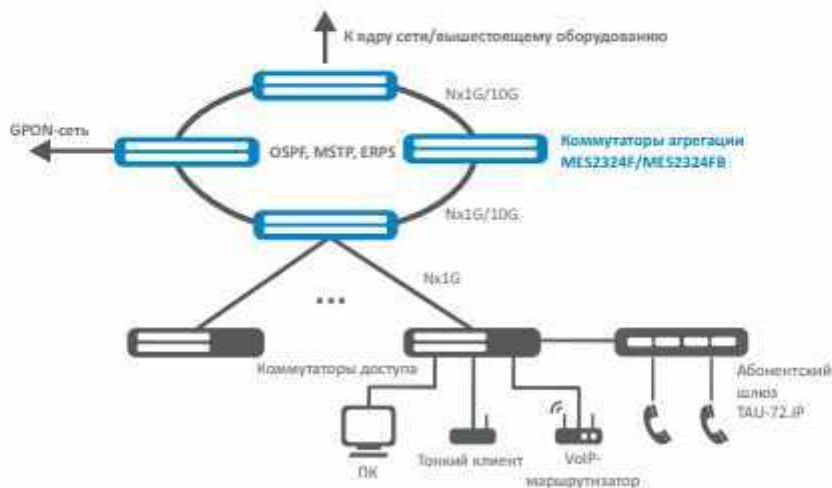 К ядру сети/вышестоящему оборудованию
Nx1G/10G
GPON-сеть
OSPF, MSTP, ERPS
Коммутаторы агрегации
MES2324F/MES2324FB
Nx1G/10G
Nx1G
...
Коммутаторы доступа
Абонентский
шлюз
TAU-72.IP
ПК
Тонкий клиент
VoIP-
маршрутизатор